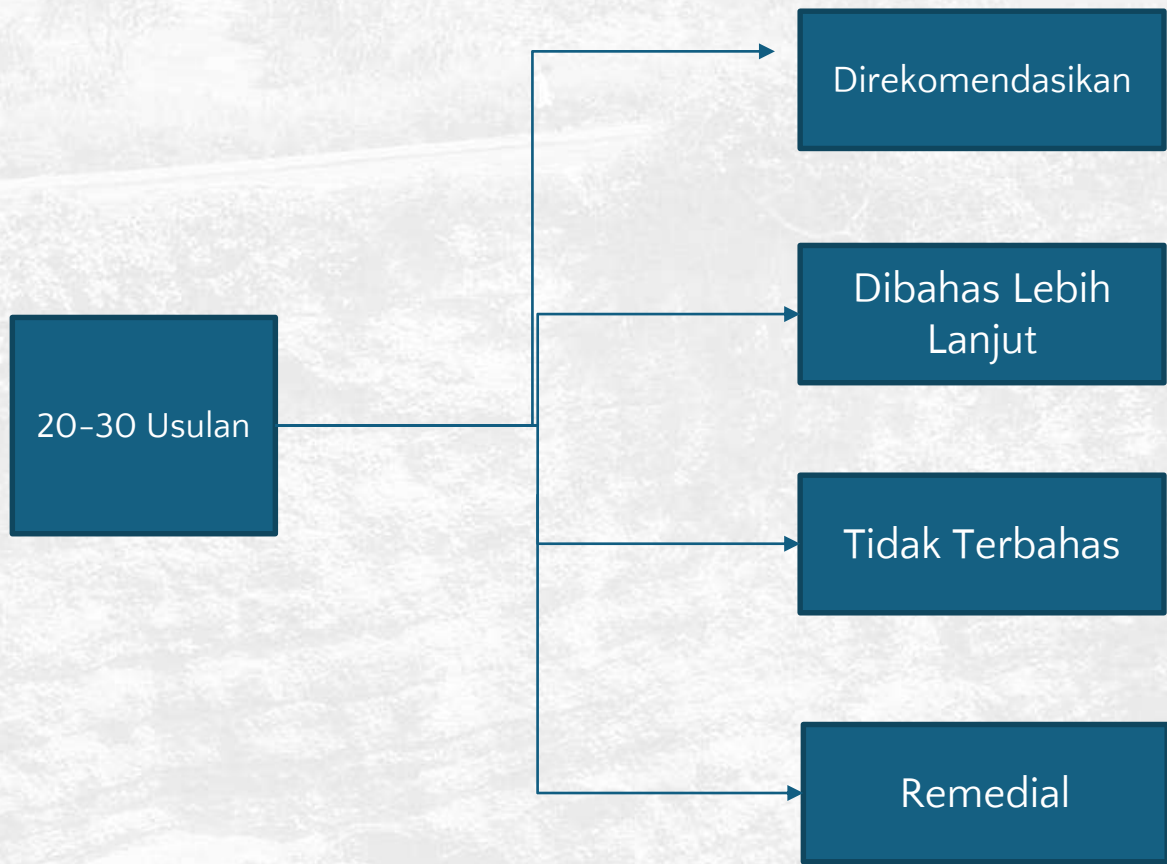 Direkomendasikan
Dibahas Lebih
Lanjut
20-30 Usulan
Tidak Terbahas
Remedial